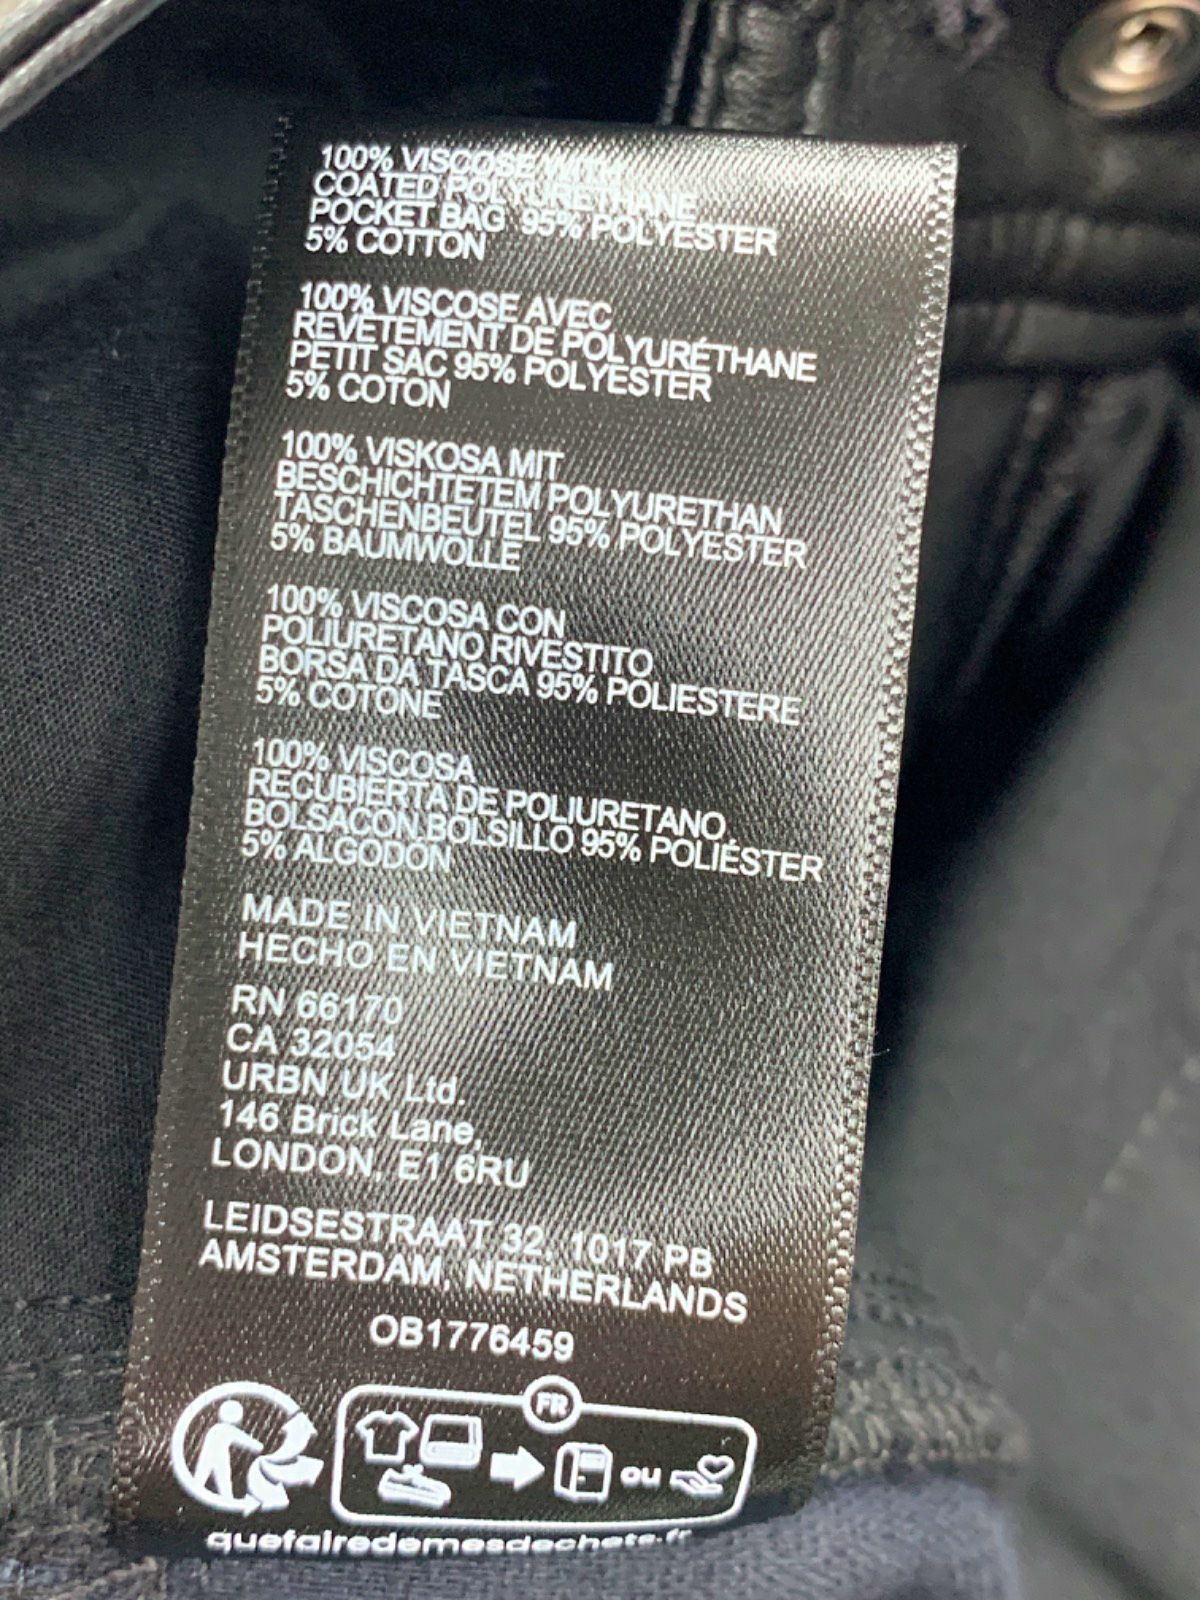 100% VISCOSE WITH
COATED POLYURETHANE
POCKET BAG 95% POLYESTER
5% COTTON
100% VISCOSE AVEC
REVÊTEMENT DE POLYURÉTHANE
PETIT SAC 95% POLYESTER
5% COTON
100% VISKOSA MIT
BESCHICHTETEM POLYURETHAN
TASCHENBEUTEL 95% POLYESTER
5% BAUMWOLLE
100% VISCOSA CON
POLIURETANO RIVESTITO
BORSA DA TASCA 95% POLIESTERE
5% COTONE
100% VISCOSA
RECUBIERTA DE POLIURETANO
BOLSACON BOLSILLO 95% POLIÉSTER
5% ALGODÓN
MADE IN VIETNAM
HECHO EN VIETNAM
RN 66170
CA 32054
URBN UK Ltd.
146 Brick Lane,
LONDON, E1 6RU
LEIDSESTRAAT 32, 1017 PB
AMSTERDAM, NETHERLANDS
OB1776459
FR
ou
quefairedemesdechets.fr